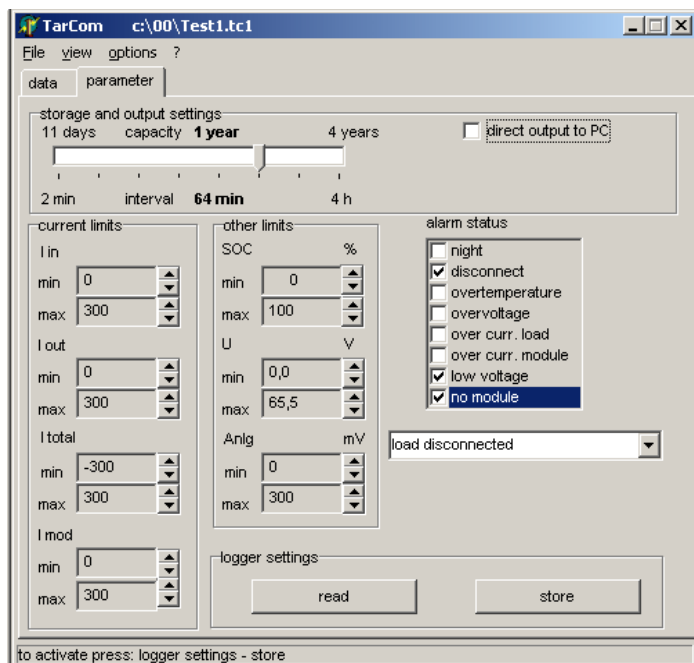 TarCom c:\00\Test1.tc1
File view options ?
data parameter
storage and output settings
11 days capacity 1 year 4 years
direct output to PC
2 min interval 64 min 4 h
current limits
I in
min 0
max 300
I out
min 0
max 300
I total
min -300
max 300
I mod
min 0
max 300
other limits
SOC %
min 0
max 100
U V
min 0,0
max 65,5
Anlg mV
min 0
max 300
alarm status
night
disconnect
overtemperature
overvoltage
over curr. load
over curr. module
low voltage
no module
load disconnected
logger settings
read store
to activate press: logger settings - store